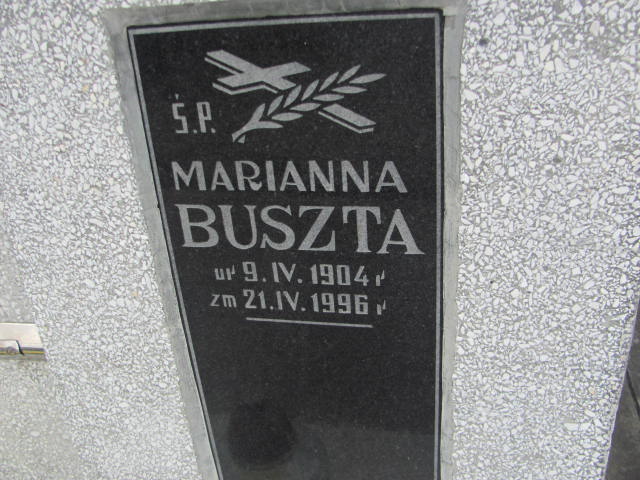 Ś.P.
MARIANNA
BUSZTA
ur 9.IV.1904 r
zm 21.IV.1996 r